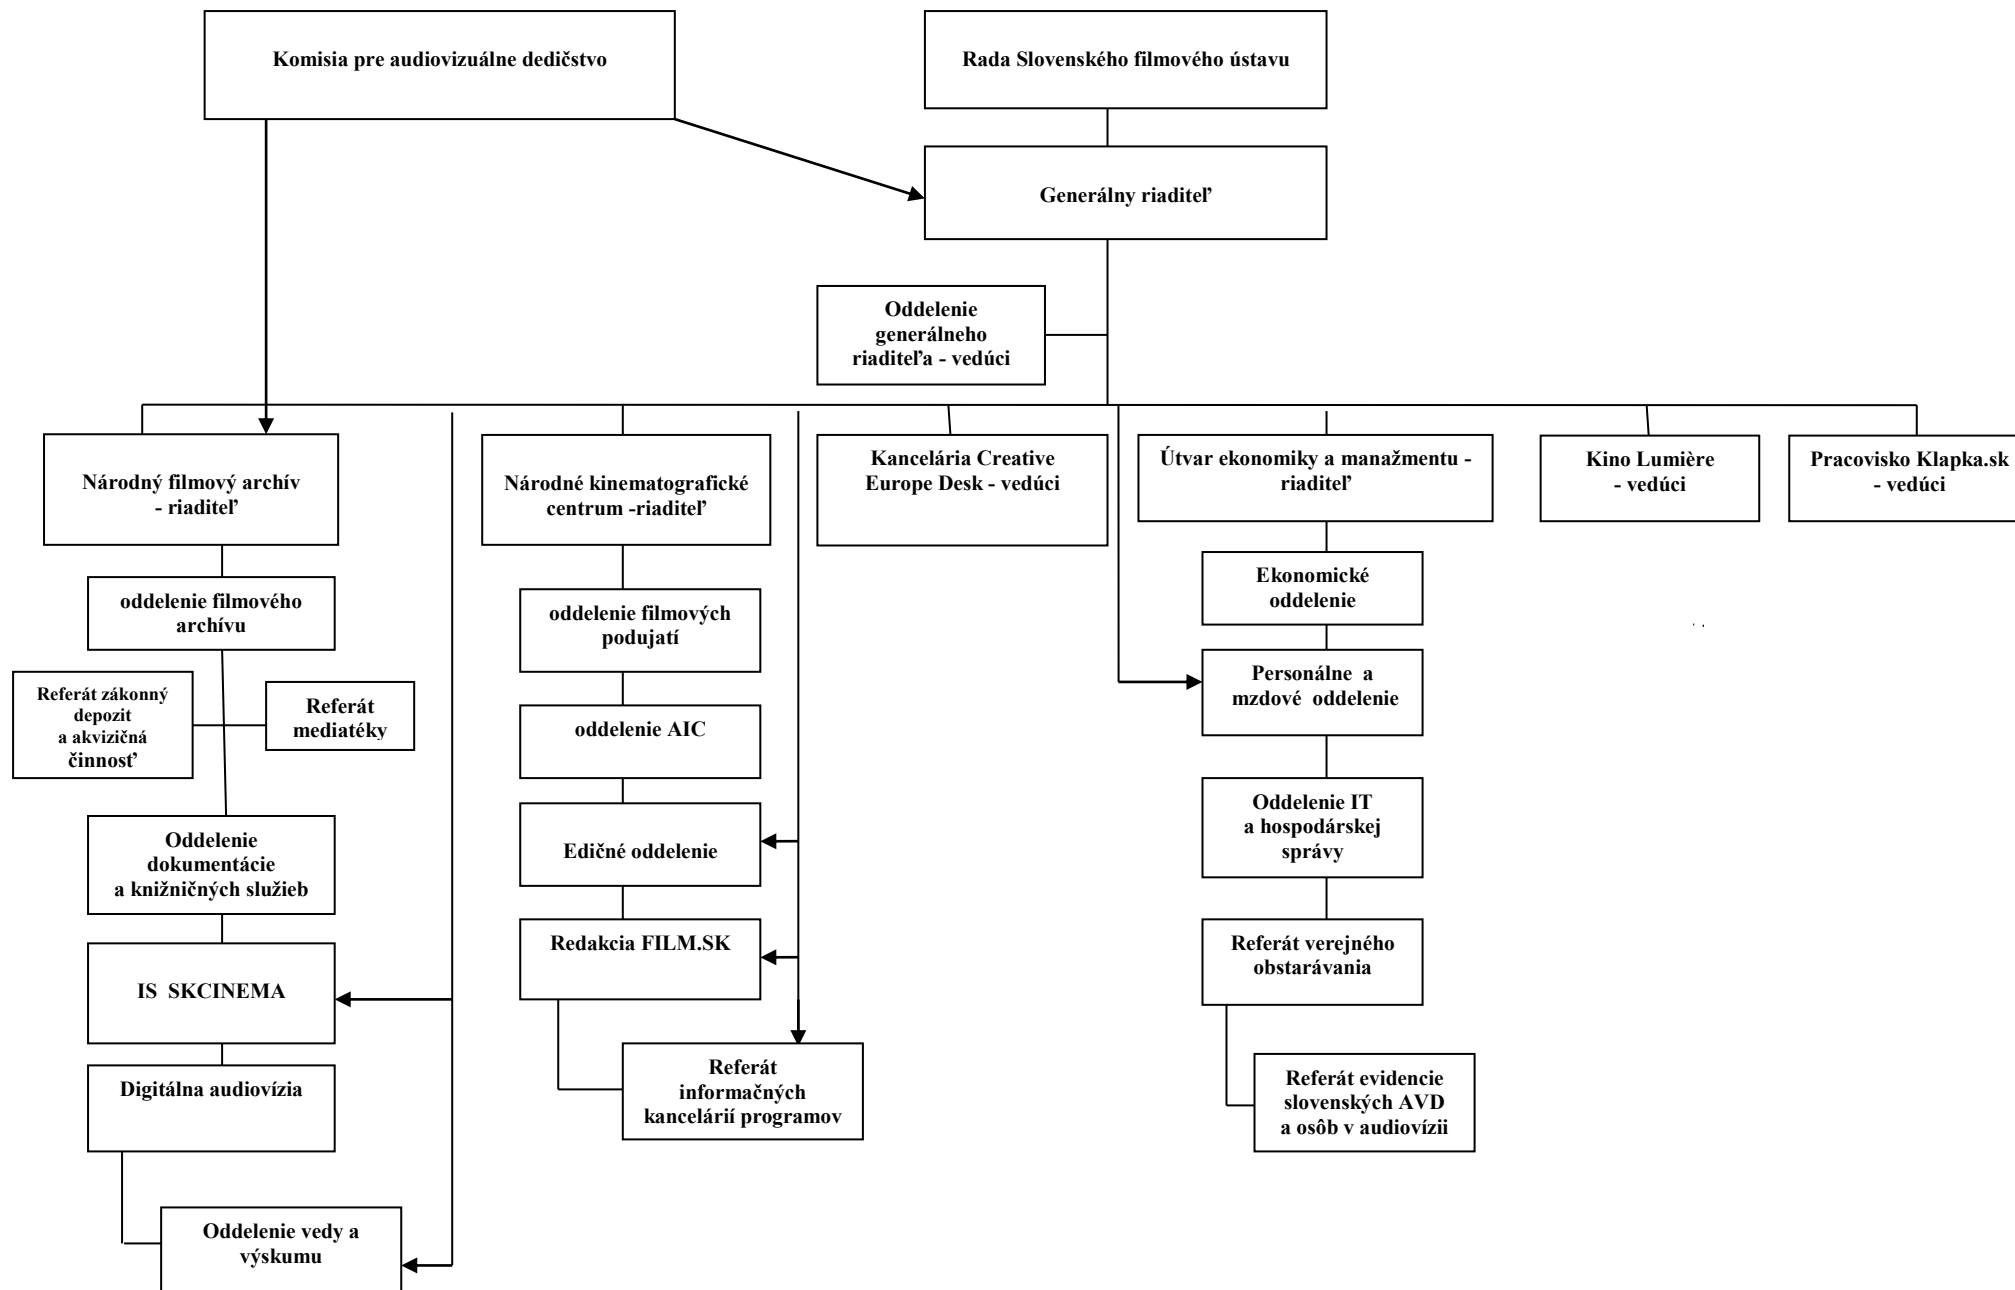 Komisia pre audiovizuálne dedičstvo
Rada Slovenského filmového ústavu
Generálny riaditeľ
Oddelenie
generálneho
riaditeľa - vedúci
Národný filmový archív
- riaditeľ
Národné kinematografické
centrum -riaditeľ
Kancelária Creative
Europe Desk - vedúci
Útvar ekonomiky a manažmentu -
riaditeľ
Kino Lumière
- vedúci
Pracovisko Klapka.sk
- vedúci
oddelenie filmového
archívu
Referát zákonný
depozit
a akvizičná
činnosť
Referát
mediatéky
Oddelenie
dokumentácie
a knižničných služieb
IS  SKCINEMA
Digitálna audiovízia
Oddelenie vedy a
výskumu
oddelenie filmových
podujatí
oddelenie AIC
Edičné oddelenie
Redakcia FILM.SK
Referát
informačných
kancelárií programov
Ekonomické
oddelenie
Personálne  a
mzdové  oddelenie
Oddelenie IT
a hospodárskej
správy
Referát verejného
obstarávania
Referát evidencie
slovenských AVD
a osôb v audiovízii